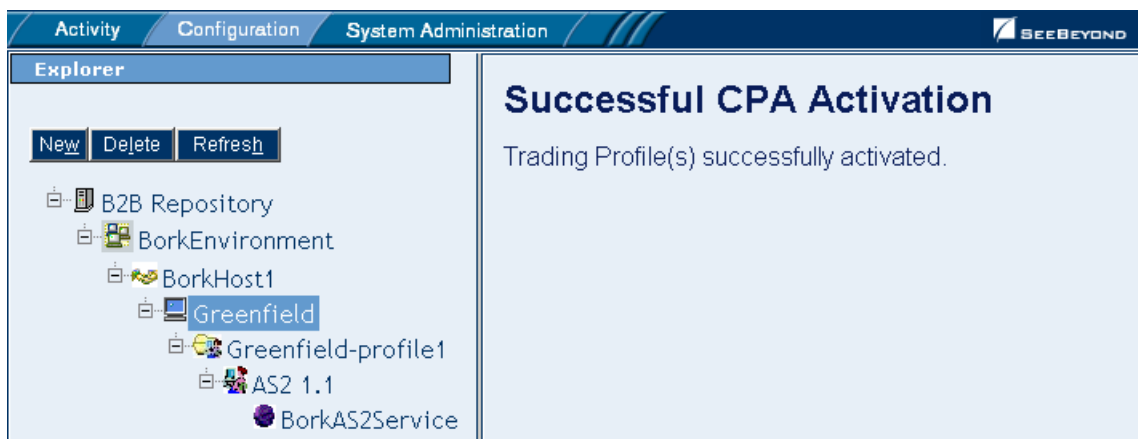 Activity Configuration System Administration SEEBEYOND
Explorer
New Delete Refresh
B2B Repository
BorkEnvironment
BorkHost1
Greenfield
Greenfield-profile1
AS2 1.1
BorkAS2Service
Successful CPA Activation
Trading Profile(s) successfully activated.